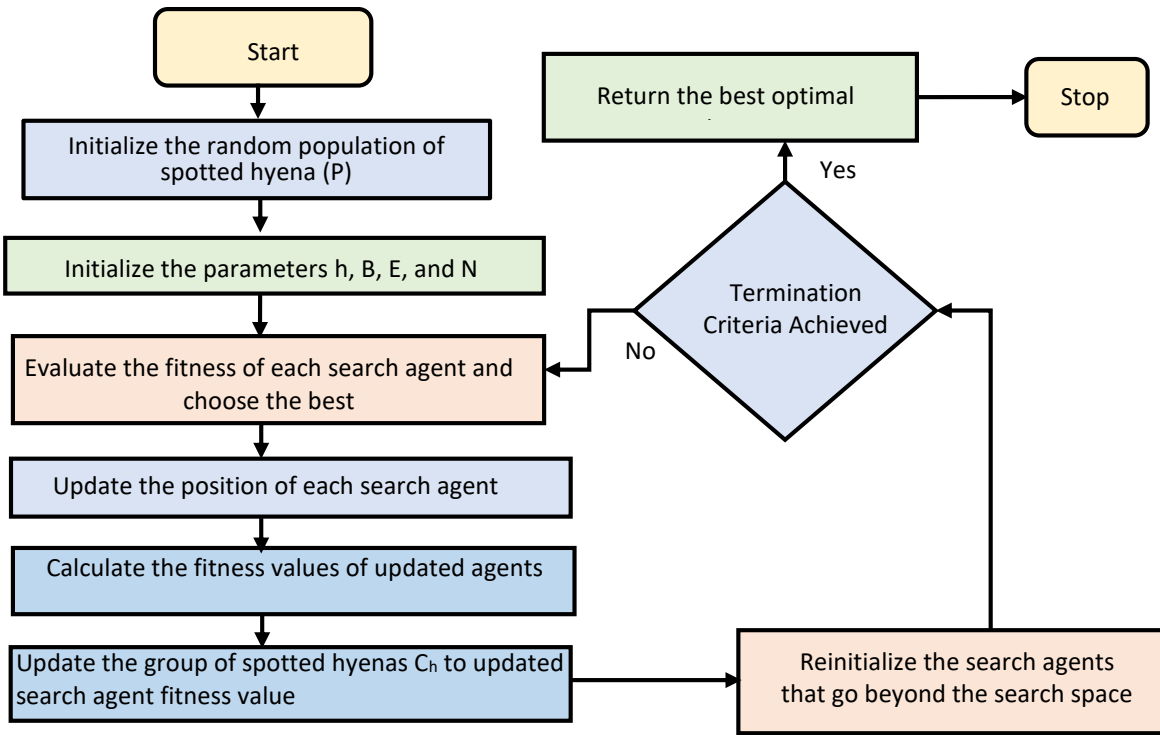 Start
Initialize the random population of
spotted hyena (P)
Initialize the parameters h, B, E, and N
Evaluate the fitness of each search agent and
choose the best
Update the position of each search agent
Calculate the fitness values of updated agents
Update the group of spotted hyenas Cₕ to updated
search agent fitness value
Reinitialize the search agents
that go beyond the search space
Termination
Criteria Achieved
No
Yes
Return the best optimal
Stop